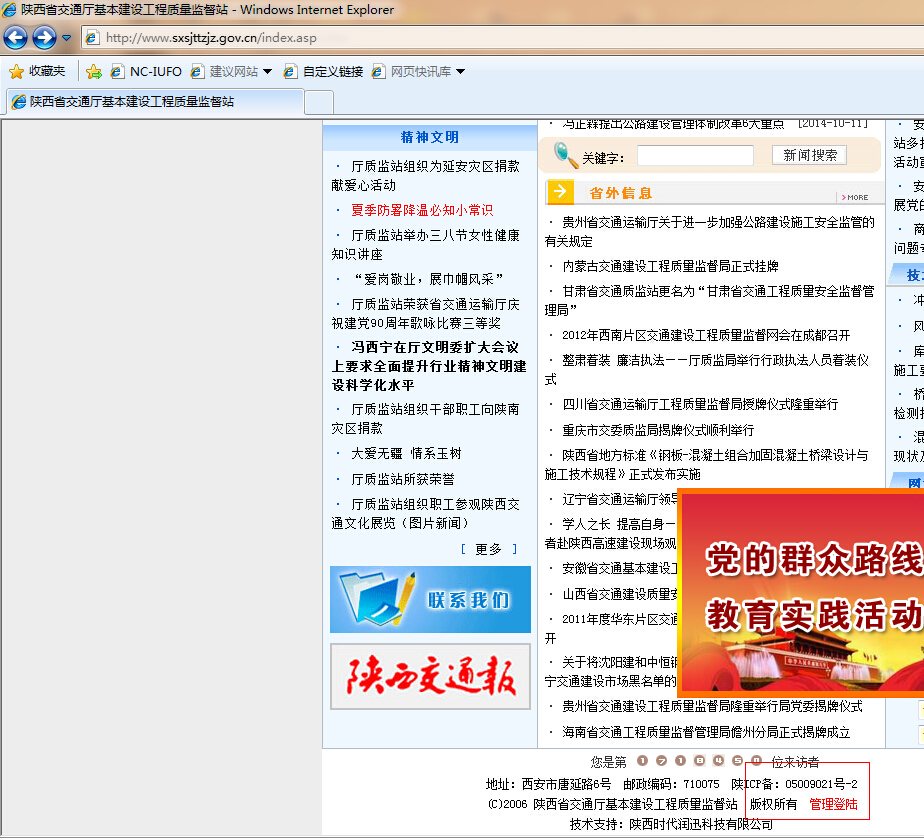 陕西省交通厅基本建设工程质量监督站 - Windows Internet Explorer
http://www.sxsjttzjz.gov.cn/index.asp
收藏夹 NC-IUFO 建议网站 自定义链接 网页快讯库
陕西省交通厅基本建设工程质量监督站
精神文明
· 厅质监站组织为延安灾区捐款
献爱心活动
· 夏季防署降温必知小常识
· 厅质监站举办三八节女性健康
知识讲座
· “爱岗敬业，展巾帼风采”
· 厅质监站荣获省交通运输厅庆
祝建党90周年歌咏比赛三等奖
· 冯西宁在厅文明委扩大会议
上要求全面提升行业精神文明建
设科学化水平
· 厅质监站组织干部职工向陕南
灾区捐款
· 大爱无疆 情系玉树
· 厅质监站所获荣誉
· 厅质监站组织职工参观陕西交
通文化展览（图片新闻）
[ 更多 ]
联系我们
陕西交通报
· 冯正霖提出公路建设管理体制改革6大重点 [2014-10-11]
关键字： 新闻搜索
省外信息
>MORE
· 贵州省交通运输厅关于进一步加强公路建设施工安全监管的
有关规定
· 内蒙古交通建设工程质量监督局正式挂牌
· 甘肃省交通质监站更名为“甘肃省交通工程质量安全监督管
理局”
· 2012年西南片区交通建设工程质量监督网会在成都召开
· 整肃着装 廉洁执法－－厅质监局举行行政执法人员着装仪
式
· 四川省交通运输厅工程质量监督局授牌仪式隆重举行
· 重庆市交委质监局揭牌仪式顺利举行
· 陕西省地方标准《钢板-混凝土组合加固混凝土桥梁设计与
施工技术规程》正式发布实施
· 辽宁省交通运输厅领导
· 学人之长 提高自身－
者赴陕西高速建设现场观
· 安徽省交通基本建设工
· 山西省交通建设质量安
· 2011年度华东片区交通
开
· 关于将沈阳建和中恒
宁交通建设市场黑名单的
· 贵州省交通建设工程质量监督局隆重举行局党委揭牌仪式
· 海南省交通工程质量监督管理局儋州分局正式揭牌成立
· 安
站多
活动
· 安
展党的
· 商
问题
技
· 冲
· 风
· 库
施工
· 桥
检测
· 混
现状
网
党的群众路线
教育实践活动
您是第 位来访者
地址：西安市唐延路6号 邮政编码：710075 陕ICP备：05009021号-2
(C)2006 陕西省交通厅基本建设工程质量监督站 版权所有 管理登陆
技术支持：陕西时代润迅科技有限公司